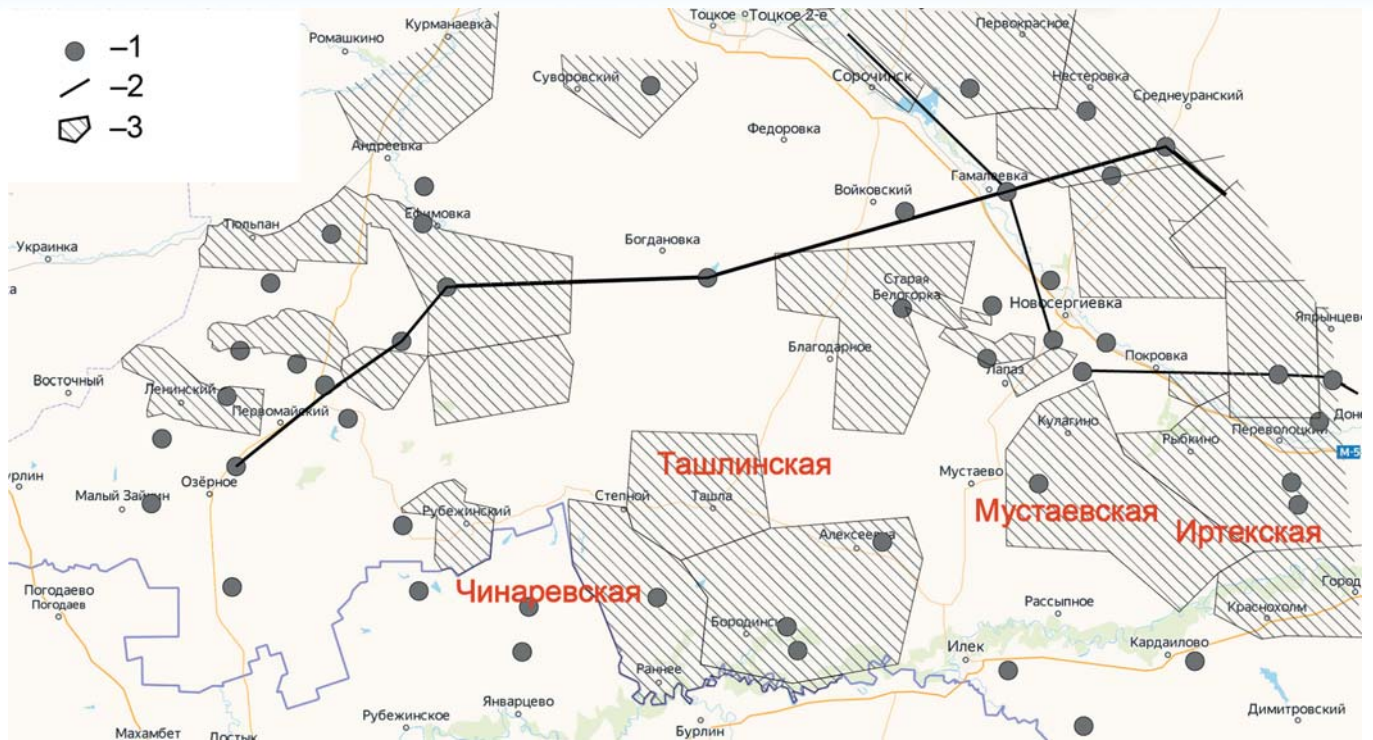 –1
–2
–3
Курманаевка
Ромашкино
Тоцкое
Тоцкое 2-е
Первокрасное
Суворовский
Сорочинск
Нестеровка
Среднеуранский
Федоровка
Андреевка
Гамалеевка
Войковский
Тюльпан
Ефимовка
Богдановка
Украинка
а
Старая
Белогорка
Новосергиевка
Япрынцево
Благодарное
Покровка
Лапаз
Восточный
Ленинский
Первомайский
Кулагино
Рыбкино
Переволоцкий
Доне
М-5
Ташлинская
урлин
Малый Зайкин
Озёрное
Степной
Ташла
Мустаево
Рубежинский
Мустаевская
Иртекская
Алексеевка
Чинаревская
Погодаево
Погодаев
Рассыпное
Город
Краснохолм
Бородинск
Илек
Кардаилово
Раннее
Январцево
Рубежинское
Бурлин
Димитровский
Махамбет
Достык